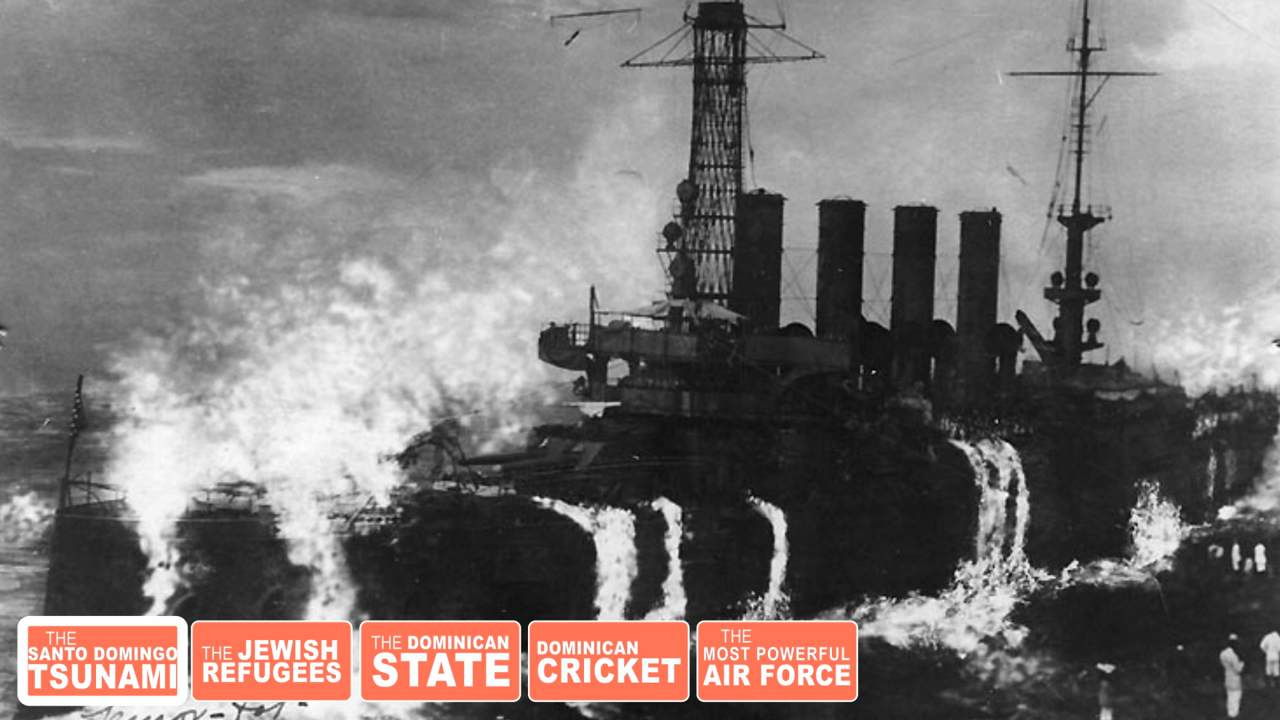 THE
SANTO DOMINGO
TSUNAMI
THE JEWISH
REFUGEES
THE DOMINICAN
STATE
DOMINICAN
CRICKET
THE
MOST POWERFUL
AIR FORCE